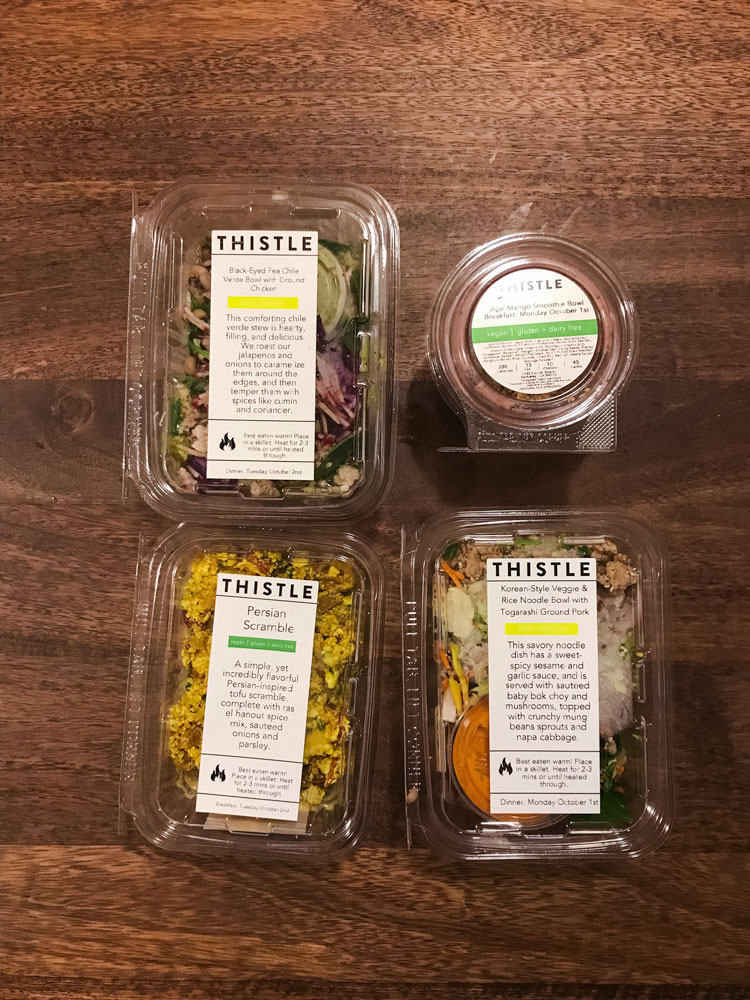 THISTLE
Black-Eyed Pea Chile
Verde Bowl with Ground
Chicken
This comforting chile
verde stew is hearty,
filling, and delicious.
We roast our
jalapenos and
onions to caramelize
them around the
edges, and then
temper them with
spices like cumin
and coriander.
Best eaten warm! Place
in a skillet. Heat for 2-3
mins or until heated
through.
Dinner, Tuesday October 2nd
THISTLE
Açaí Mango Smoothie Bowl
Breakfast, Monday October 1st
vegan | gluten + dairy free
THISTLE
Persian
Scramble
vegan | gluten + dairy free
A simple, yet
incredibly flavorful
Persian-inspired
tofu scramble,
complete with ras
el hanout spice
mix, sauteed
onions and
parsley.
Best eaten warm!
Place in a skillet. Heat
for 2-3 mins or until
heated through.
Breakfast, Tuesday October 2nd
THISTLE
Korean-Style Veggie &
Rice Noodle Bowl with
Togarashi Ground Pork
This savory noodle
dish has a sweet-
spicy sesame and
garlic sauce, and is
served with sauteed
baby bok choy and
mushrooms, topped
with crunchy mung
beans sprouts and
napa cabbage.
Best eaten warm! Place
in a skillet. Heat for 2-3
mins or until heated
through.
Dinner, Monday October 1st